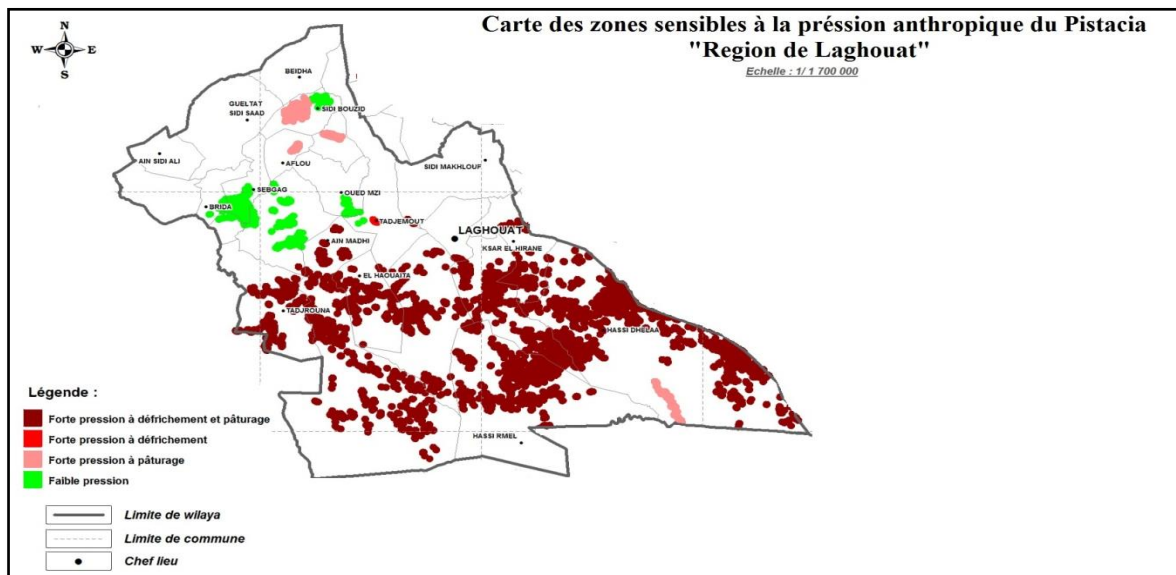 Carte des zones sensibles à la préssion anthropique du Pistacia
"Region de Laghouat"
Echelle : 1/ 1 700 000
N
W
E
S
BEIDHA
GUELTAT
SIDI SAAD
SIDI BOUZID
AIN SIDI ALI
AFLOU
SIDI MAKHLOUF
SEBGAG
OUED MZI
BRIDA
TADJEMOUT
LAGHOUAT
AIN MADHI
KSAR EL HIRANE
EL HAOUAITA
TADJROUNA
HASSI DHELAA
HASSI RMEL
Légende :
Forte pression à défrichement et pâturage
Forte pression à défrichement
Forte pression à pâturage
Faible pression
Limite de wilaya
Limite de commune
Chef lieu